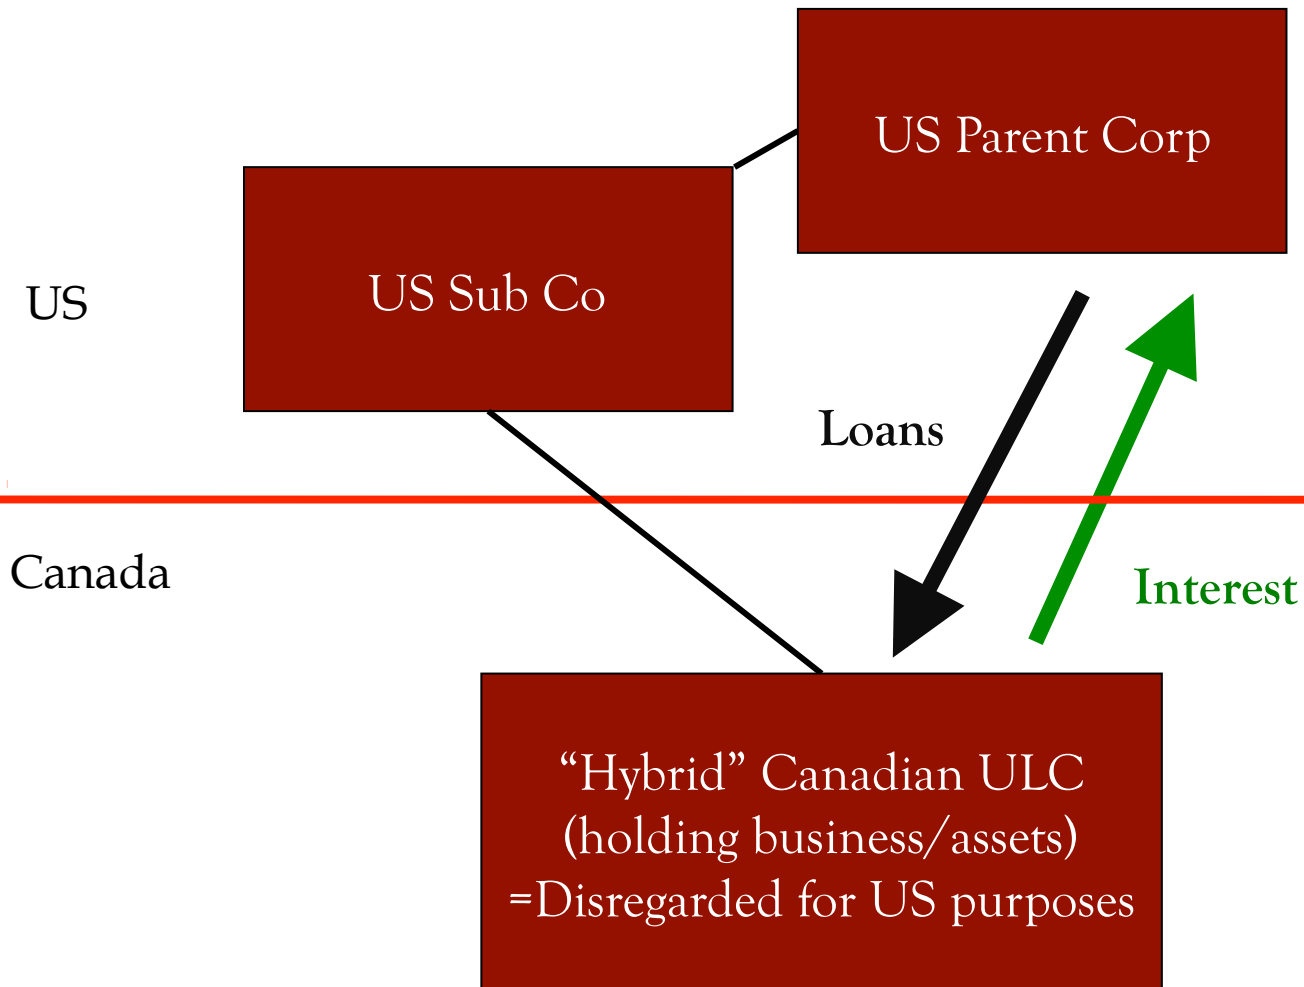 US Parent Corp
US Sub Co
US
Loans
Canada
Interest
“Hybrid” Canadian ULC
(holding business/assets)
=Disregarded for US purposes